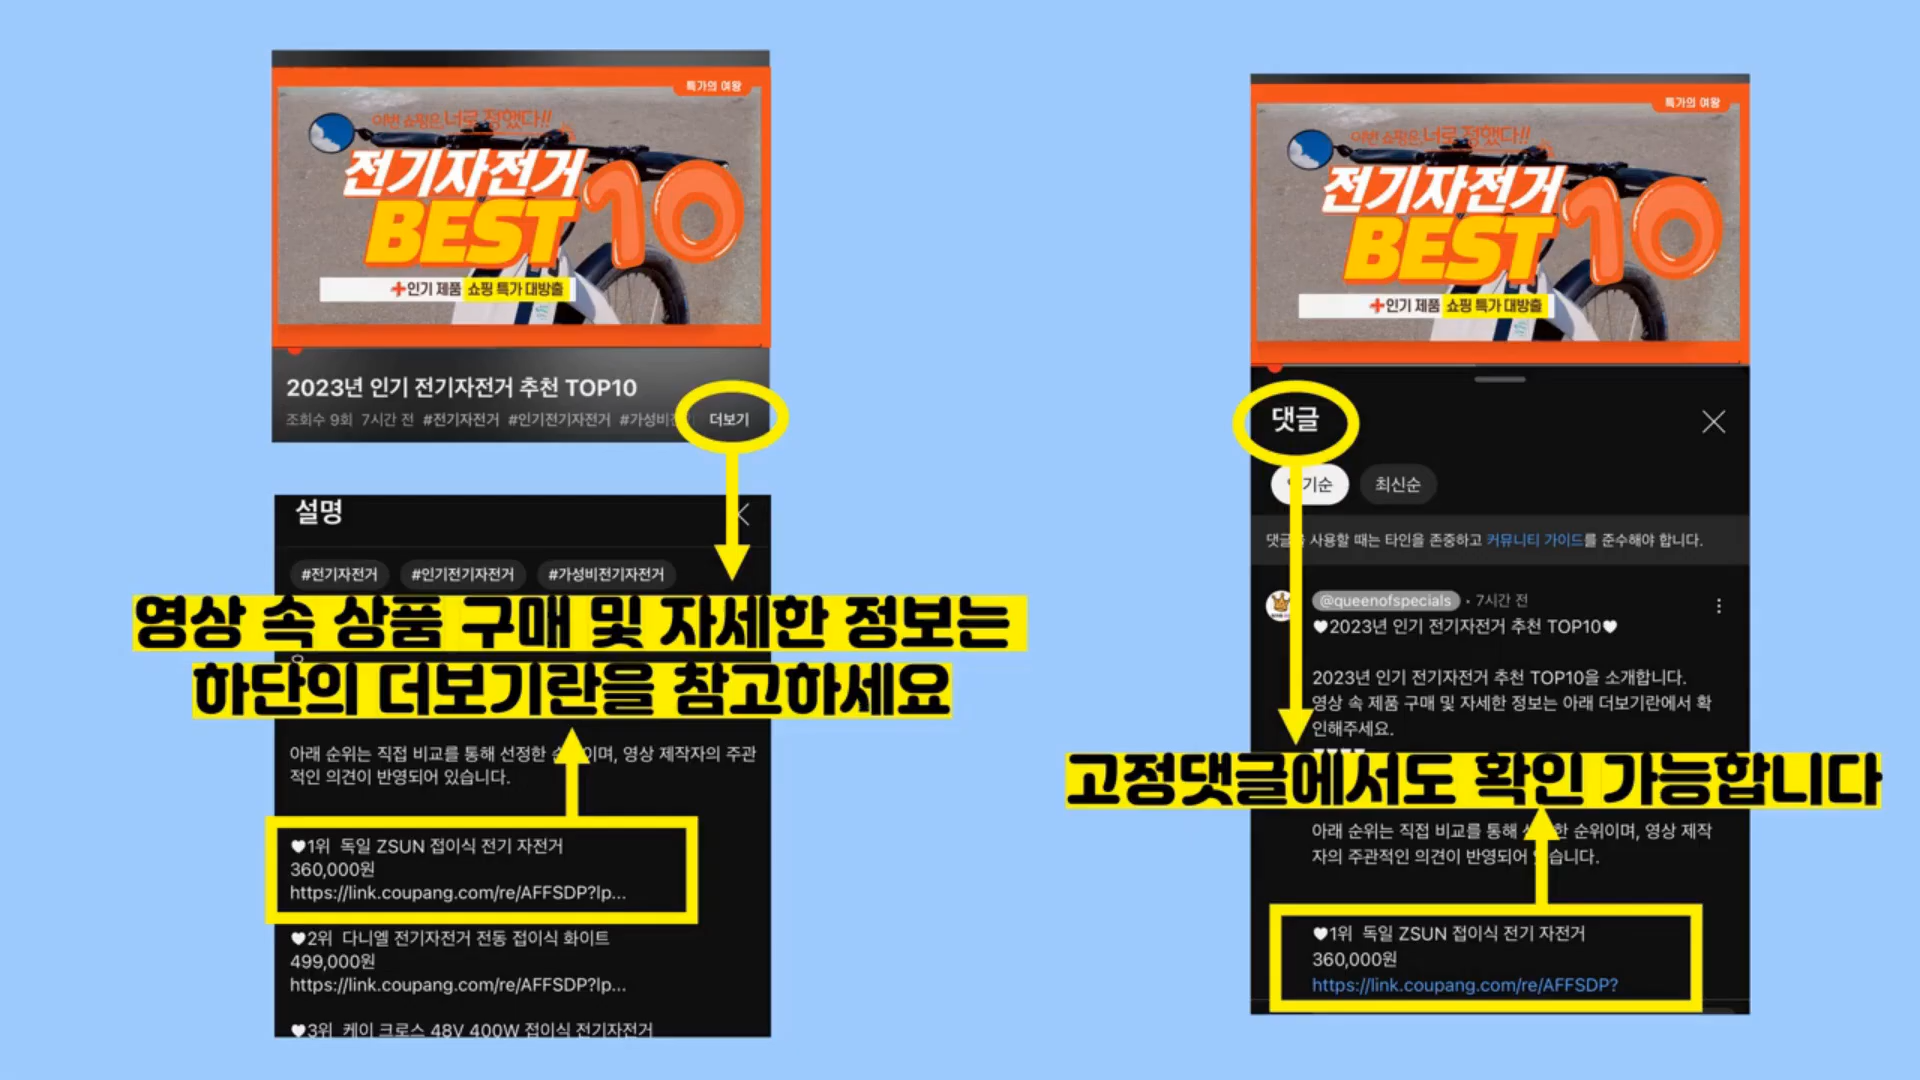 특가의 여왕
이번 쇼핑은 너로 정했다!!
전기자전거
BEST 10
+인기 제품 쇼핑 특가 대방출
2023년 인기 전기자전거 추천 TOP10
조회수 9회 7시간 전 #전기자전거 #인기전기자전거 #가성비
더보기
설명
#전기자전거 #인기전기자전거 #가성비전기자전거
영상 속 상품 구매 및 자세한 정보는
하단의 더보기란을 참고하세요
아래 순위는 직접 비교를 통해 선정한 이며, 영상 제작자의 주관
적인 의견이 반영되어 있습니다.
♥1위 독일 ZSUN 접이식 전기 자전거
360,000원
https://link.coupang.com/re/AFFSDP?lp...
♥2위 다니엘 전기자전거 전동 접이식 화이트
499,000원
https://link.coupang.com/re/AFFSDP?lp...
♥3위 케이 크로스 48V 400W 접이식 전기자전거
특가의 여왕
이번 쇼핑은 너로 정했다!!
전기자전거
BEST 10
+인기 제품 쇼핑 특가 대방출
댓글
기순 최신순
댓글 사용할 때는 타인을 존중하고 커뮤니티 가이드를 준수해야 합니다.
@queenofspecials · 7시간 전
♥2023년 인기 전기자전거 추천 TOP10♥
2023년 인기 전기자전거 추천 TOP10을 소개합니다.
영상 속 제품 구매 및 자세한 정보는 아래 더보기란에서 확
인해주세요.
고정댓글에서도 확인 가능합니다
아래 순위는 직접 비교를 통해 한 순위이며, 영상 제작
자의 주관적인 의견이 반영되어 습니다.
♥1위 독일 ZSUN 접이식 전기 자전거
360,000원
https://link.coupang.com/re/AFFSDP?